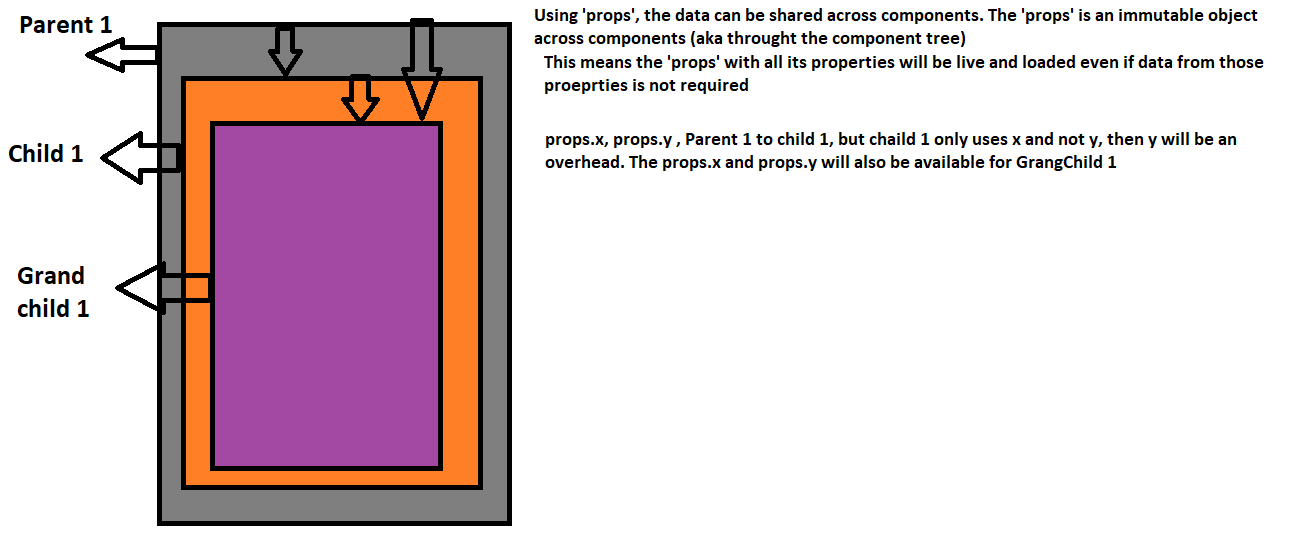 Parent 1
Child 1
Grand
child 1
Using 'props', the data can be shared across components. The 'props' is an immutable object
across components (aka throught the component tree)
This means the 'props' with all its properties will be live and loaded even if data from those
proeprties is not required
props.x, props.y , Parent 1 to child 1, but chaild 1 only uses x and not y, then y will be an
overhead. The props.x and props.y will also be available for GrangChild 1